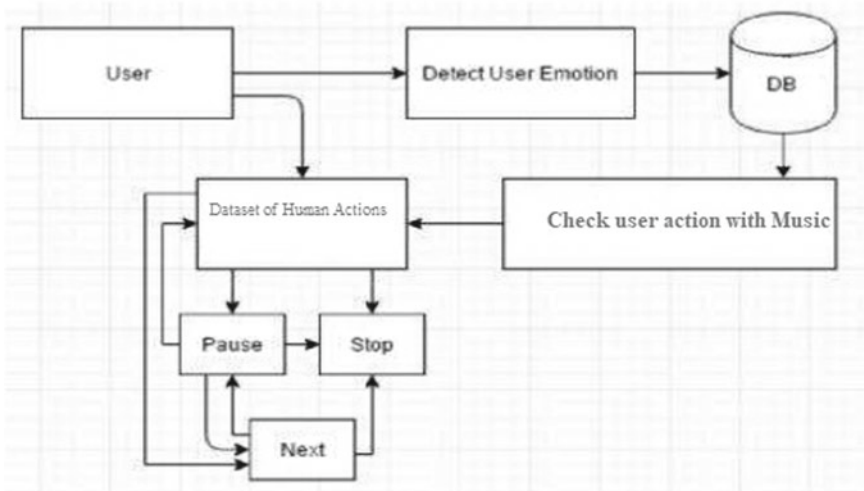 User
Detect User Emotion
DB
Dataset of Human Actions
Check user action with Music
Pause
Stop
Next